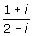 1 + i
2 − i